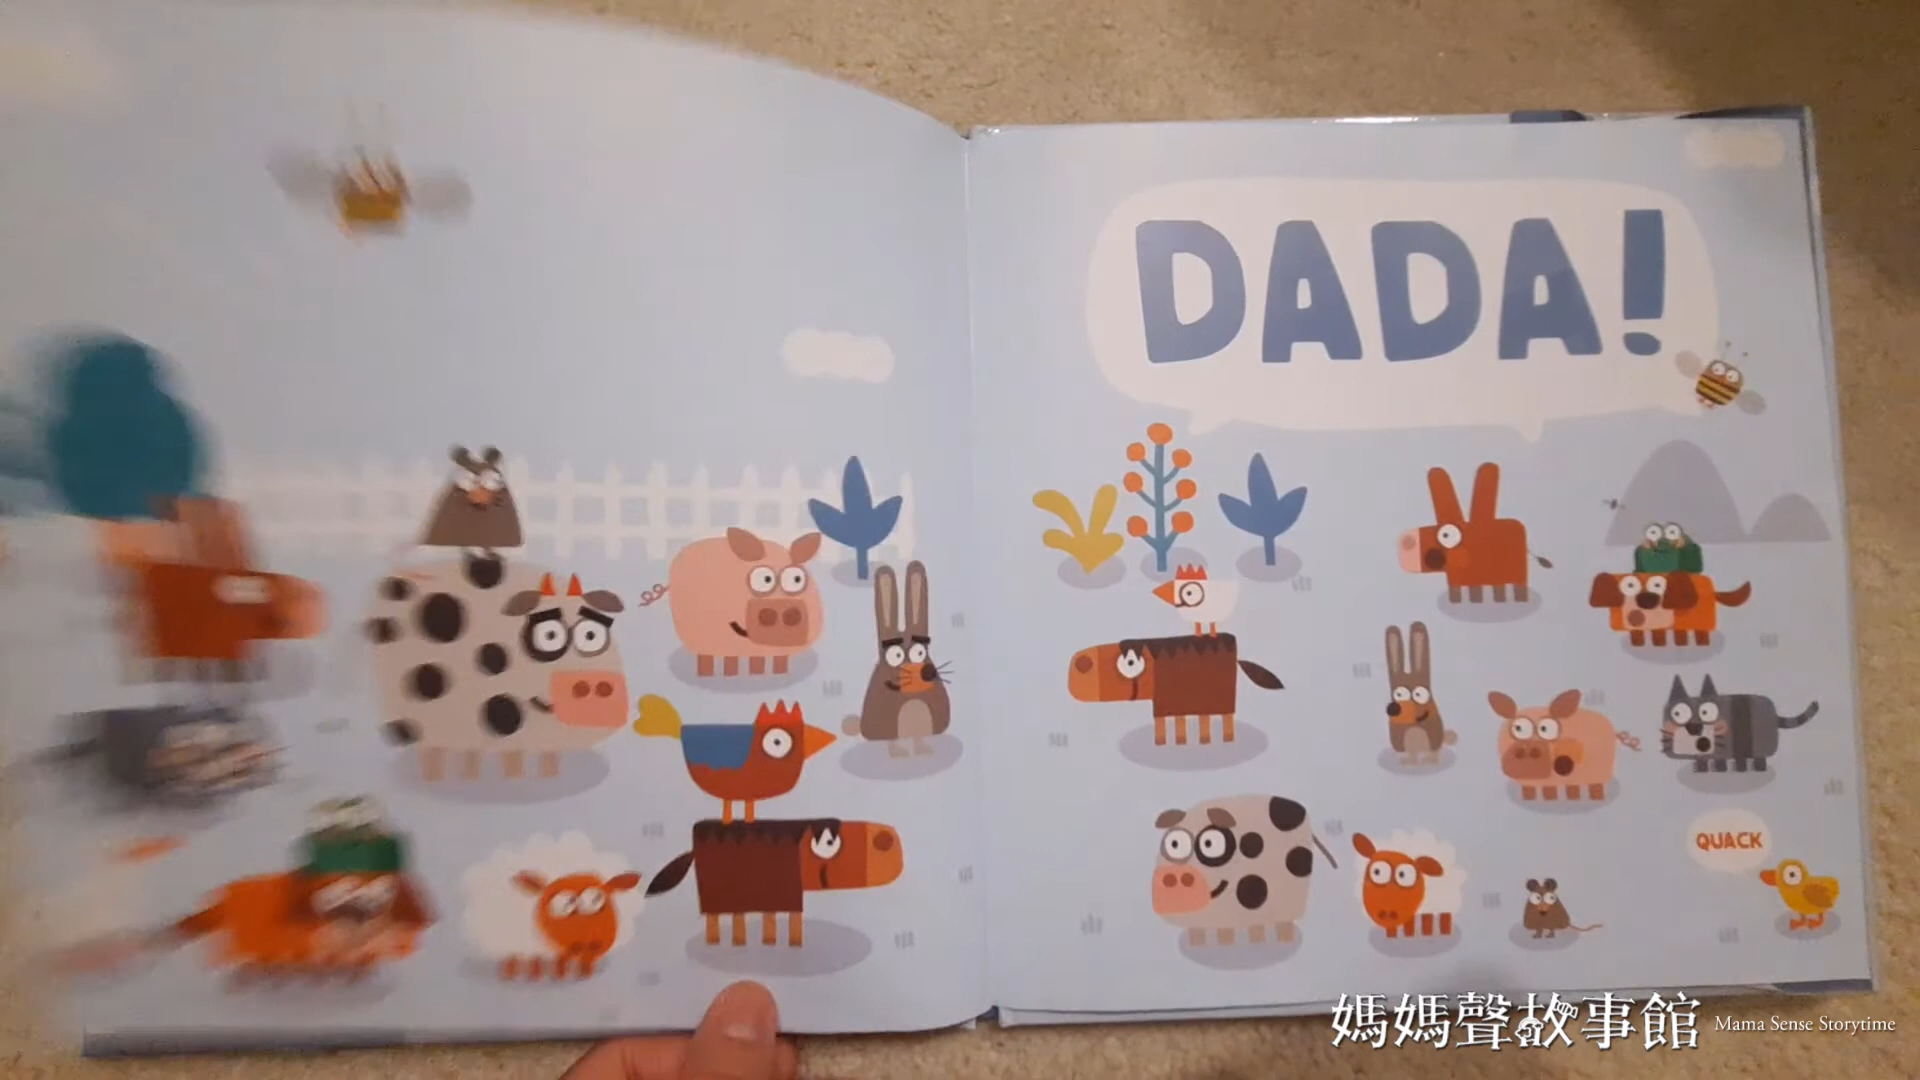 DADA!
QUACK
媽媽聲故事館 Mama Sense Storytime